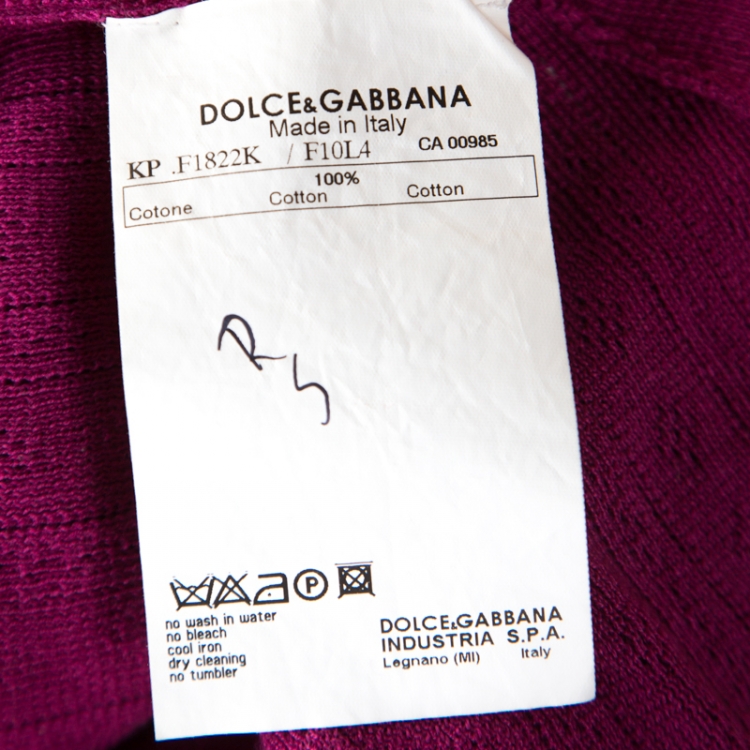 DOLCE&GABBANA
Made in Italy
KP .F1822K / F10L4 CA 00985
100%
Cotone Cotton Cotton
no wash in water
no bleach
cool iron
dry cleaning
no tumbler
P
DOLCE&GABBANA
INDUSTRIA S.P.A.
Legnano (MI) Italy